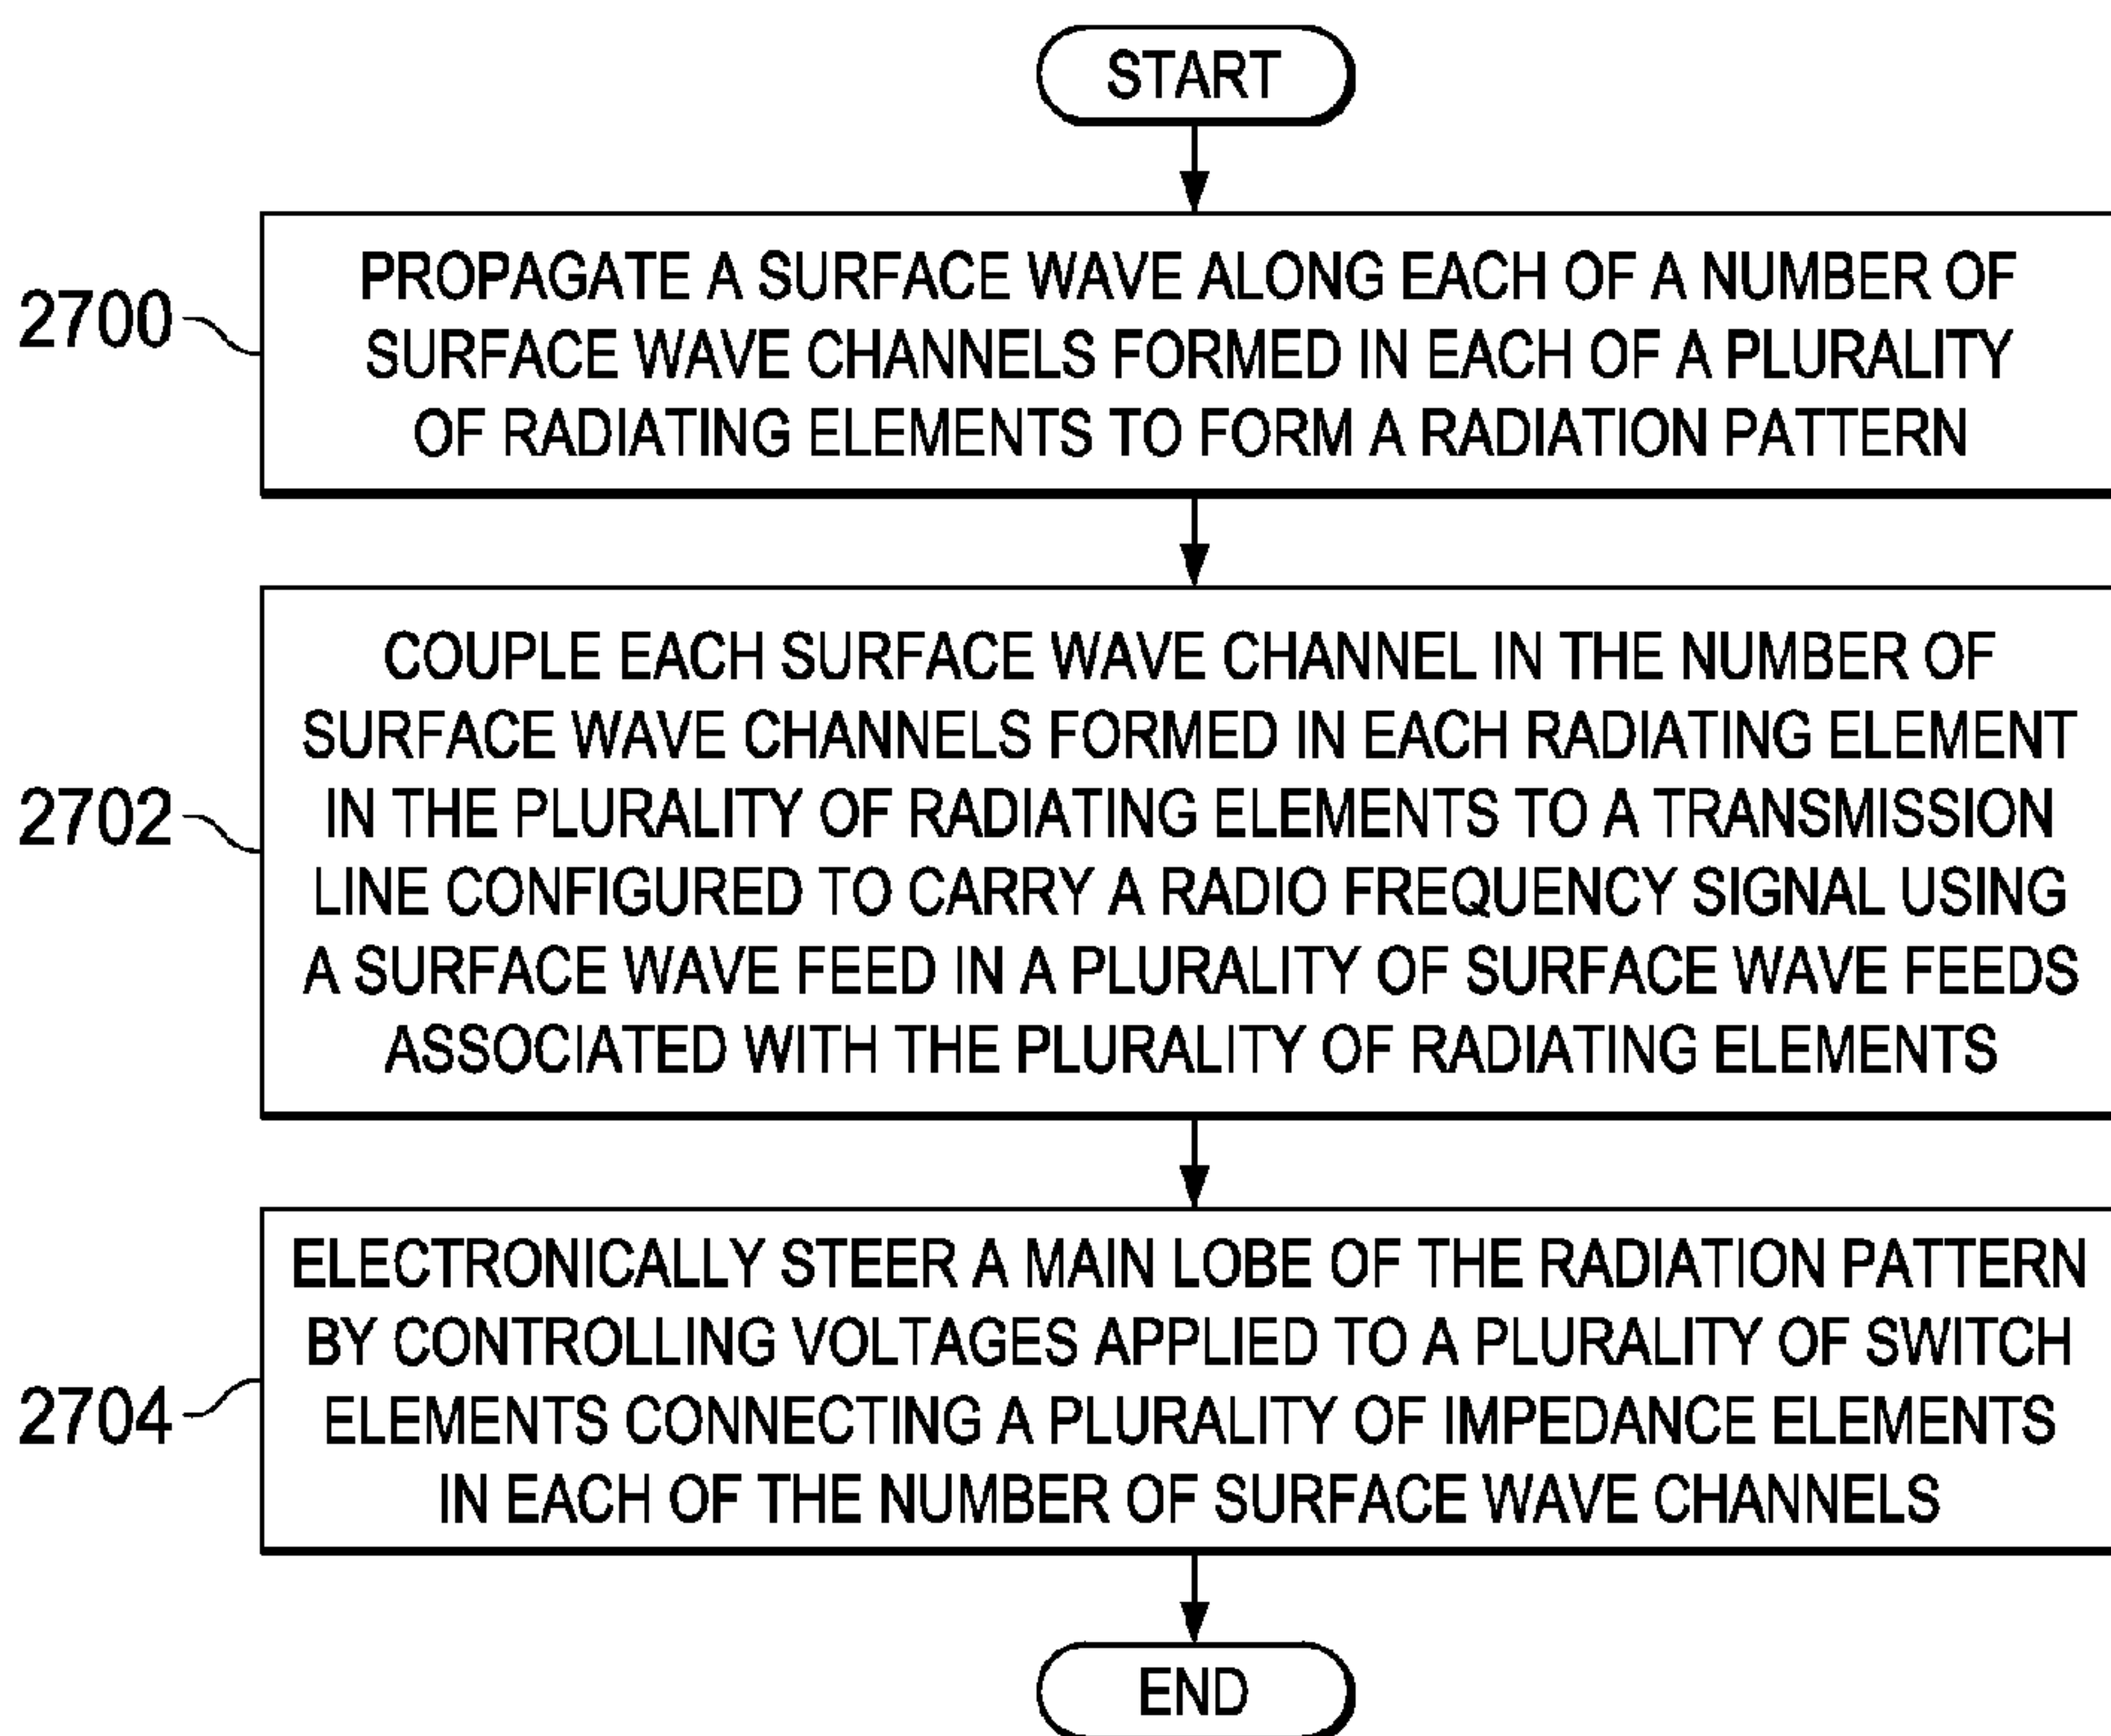 START
2700
PROPAGATE A SURFACE WAVE ALONG EACH OF A NUMBER OF
SURFACE WAVE CHANNELS FORMED IN EACH OF A PLURALITY
OF RADIATING ELEMENTS TO FORM A RADIATION PATTERN
2702
COUPLE EACH SURFACE WAVE CHANNEL IN THE NUMBER OF
SURFACE WAVE CHANNELS FORMED IN EACH RADIATING ELEMENT
IN THE PLURALITY OF RADIATING ELEMENTS TO A TRANSMISSION
LINE CONFIGURED TO CARRY A RADIO FREQUENCY SIGNAL USING
A SURFACE WAVE FEED IN A PLURALITY OF SURFACE WAVE FEEDS
ASSOCIATED WITH THE PLURALITY OF RADIATING ELEMENTS
2704
ELECTRONICALLY STEER A MAIN LOBE OF THE RADIATION PATTERN
BY CONTROLLING VOLTAGES APPLIED TO A PLURALITY OF SWITCH
ELEMENTS CONNECTING A PLURALITY OF IMPEDANCE ELEMENTS
IN EACH OF THE NUMBER OF SURFACE WAVE CHANNELS
END